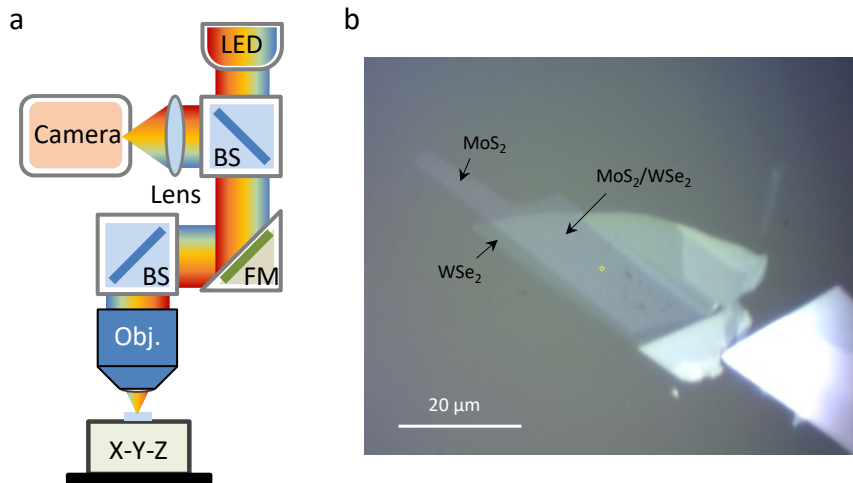 a
LED
Camera
BS
Lens
BS
FM
Obj.
X-Y-Z
b
MoS₂
MoS₂/WSe₂
WSe₂
20 µm